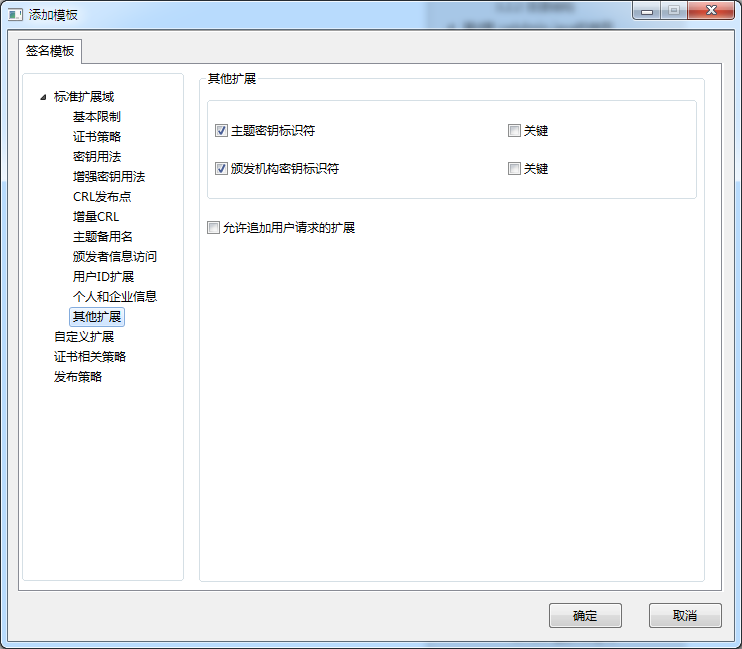 添加模板
签名模板
标准扩展域
基本限制
证书策略
密钥用法
增强密钥用法
CRL发布点
增量CRL
主题备用名
颁发者信息访问
用户ID扩展
个人和企业信息
其他扩展
自定义扩展
证书相关策略
发布策略
其他扩展
主题密钥标识符 关键
颁发机构密钥标识符 关键
允许追加用户请求的扩展
确定 取消